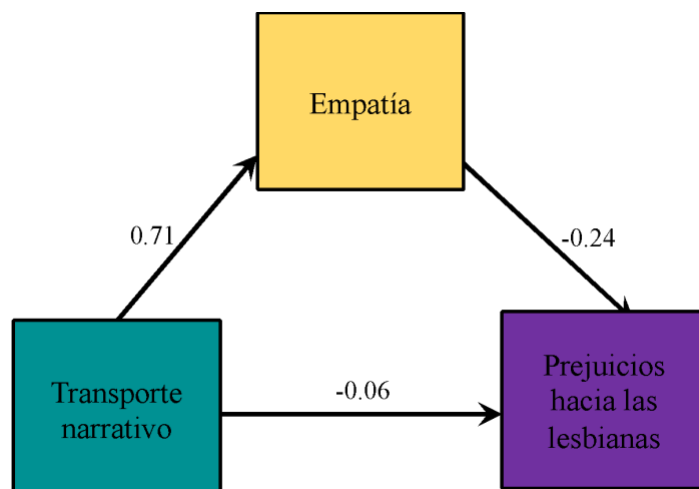 Empatía
0.71
-0.24
-0.06
Transporte
narrativo
Prejuicios
hacia las
lesbianas